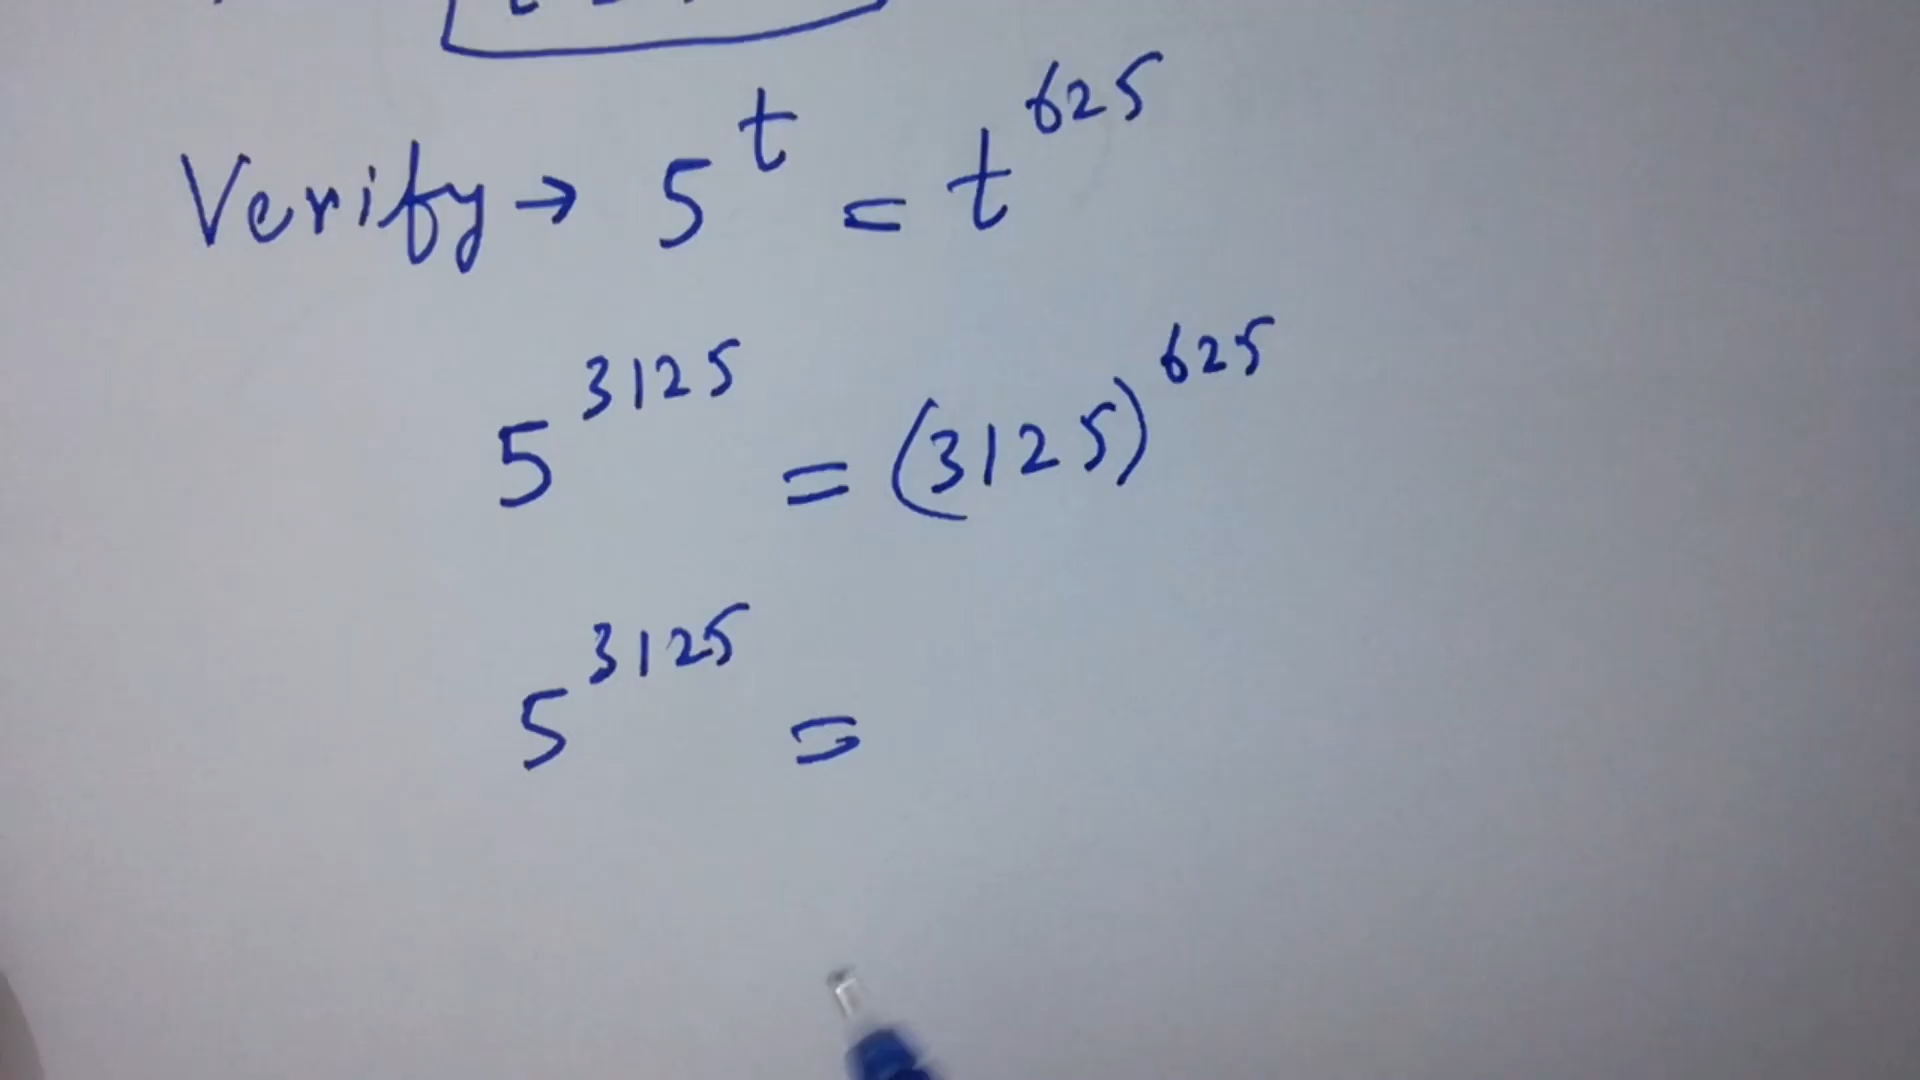 Verify → 5^t = t^625
5^3125 = (3125)^625
5^3125 =